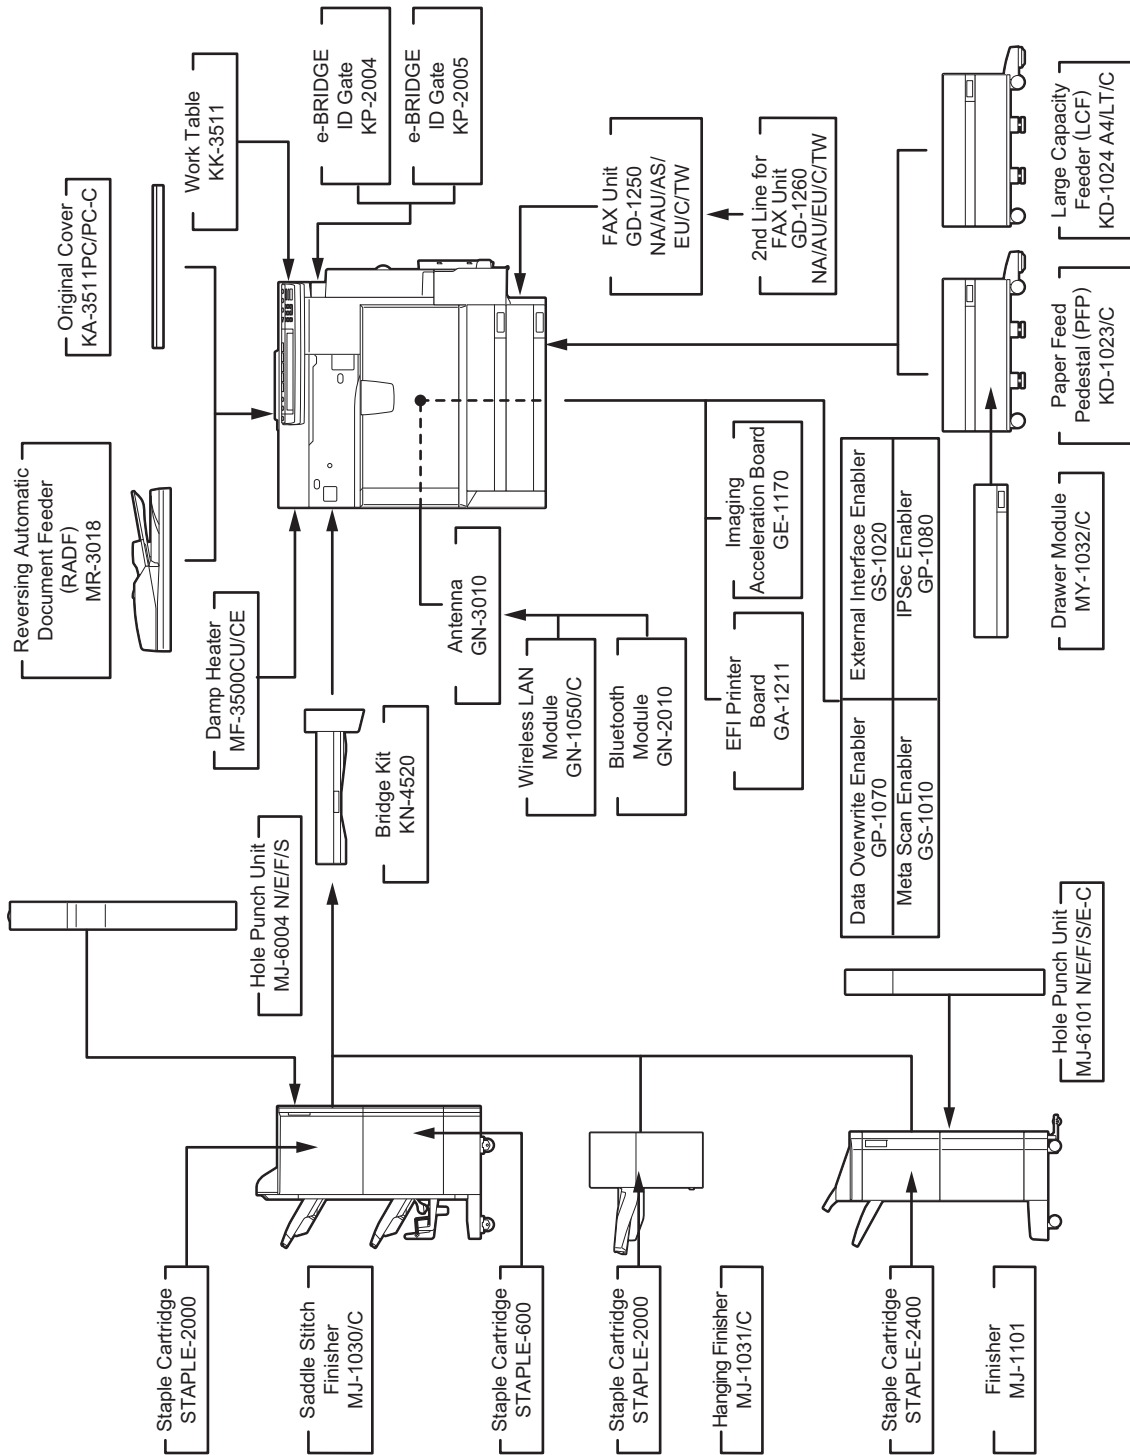 Reversing Automatic
Document Feeder
(RADF)
MR-3018
Original Cover
KA-3511PC/PC-C
Work Table
KK-3511
e-BRIDGE
ID Gate
KP-2004
e-BRIDGE
ID Gate
KP-2005
Damp Heater
MF-3500CU/CE
Hole Punch Unit
MJ-6004 N/E/F/S
Bridge Kit
KN-4520
Antenna
GN-3010
Wireless LAN
Module
GN-1050/C
Bluetooth
Module
GN-2010
FAX Unit
GD-1250
NA/AU/AS/
EU/C/TW
2nd Line for
FAX Unit
GD-1260
NA/AU/EU/C/TW
EFI Printer
Board
GA-1211
Imaging
Acceleration Board
GE-1170
Data Overwrite Enabler
GP-1070
External Interface Enabler
GS-1020
Meta Scan Enabler
GS-1010
IPSec Enabler
GP-1080
Drawer Module
MY-1032/C
Paper Feed
Pedestal (PFP)
KD-1023/C
Large Capacity
Feeder (LCF)
KD-1024 A4/LT/C
Staple Cartridge
STAPLE-2000
Saddle Stitch
Finisher
MJ-1030/C
Staple Cartridge
STAPLE-600
Staple Cartridge
STAPLE-2000
Hanging Finisher
MJ-1031/C
Staple Cartridge
STAPLE-2400
Finisher
MJ-1101
Hole Punch Unit
MJ-6101 N/E/F/S/E-C